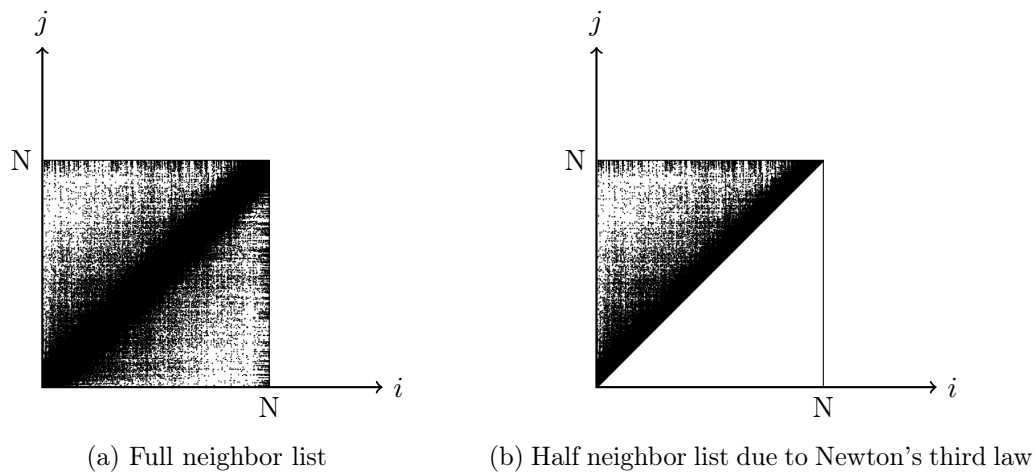 j
N
N
i
(a) Full neighbor list
j
N
N
i
(b) Half neighbor list due to Newton's third law